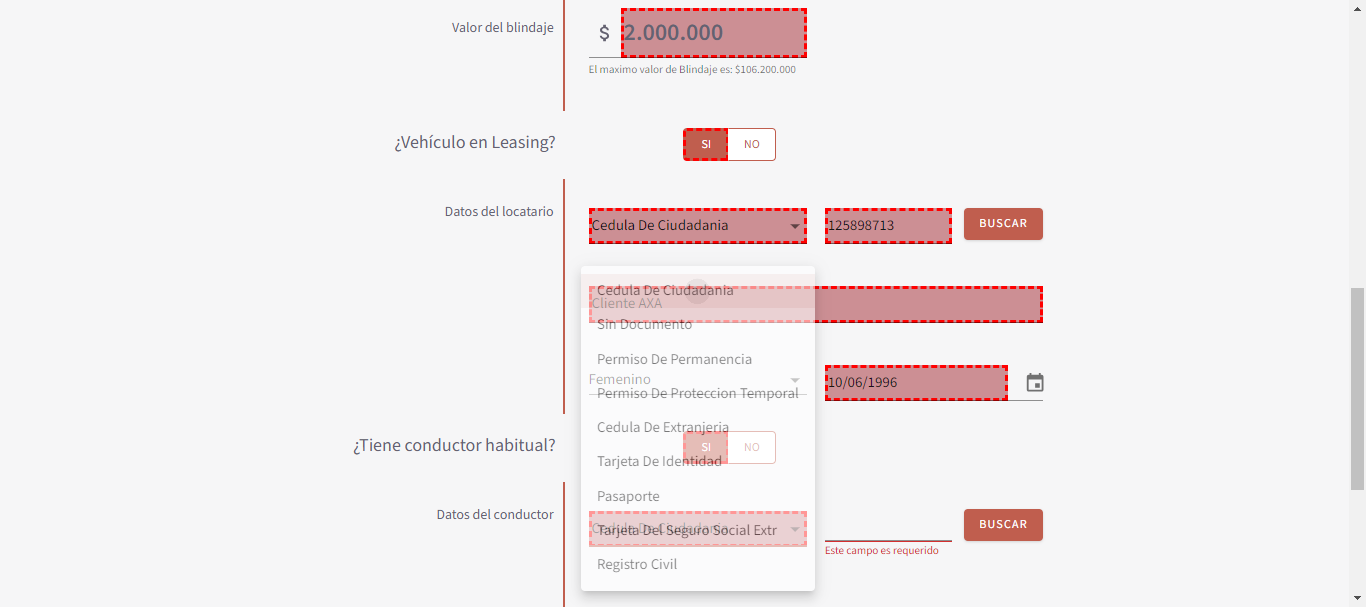 Valor del blindaje
$ 2.000.000
El maximo valor de Blindaje es: $106.200.000
¿Vehículo en Leasing?
SI NO
Datos del locatario
Cedula De Ciudadania
125898713
BUSCAR
Cedula De Ciudadania
Cliente AXA
Sin Documento
Permiso De Permanencia
Femenino
10/06/1996
Permiso De Proteccion Temporal
Cedula De Extranjeria
¿Tiene conductor habitual?
SI NO
Tarjeta De Identidad
Pasaporte
Datos del conductor
Cedula De Ciudadania
Tarjeta Del Seguro Social Extr
BUSCAR
Este campo es requerido
Registro Civil